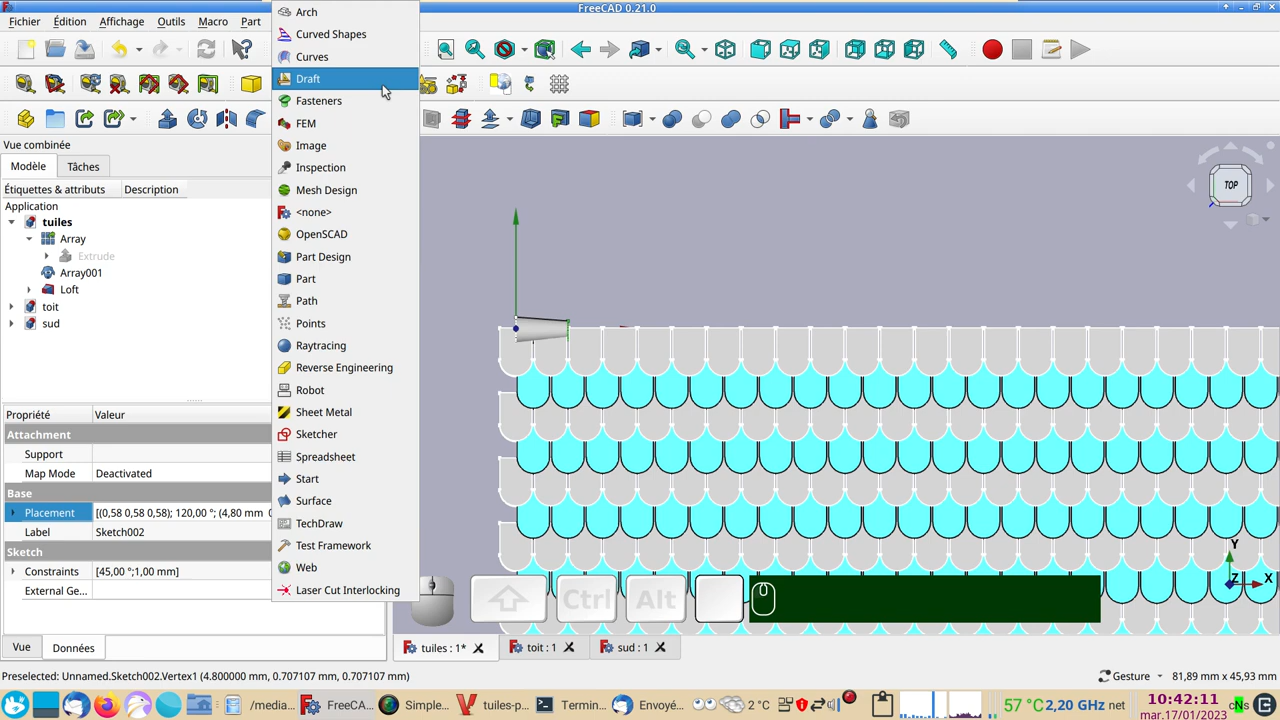 FreeCAD 0.21.0
Fichier Édition Affichage Outils Macro Part
Arch
Curved Shapes
Curves
Draft
Fasteners
FEM
Image
Inspection
Mesh Design
<none>
OpenSCAD
Part Design
Part
Path
Points
Raytracing
Reverse Engineering
Robot
Sheet Metal
Sketcher
Spreadsheet
Start
Surface
TechDraw
Test Framework
Web
Laser Cut Interlocking
Vue combinée
Modèle Tâches
Étiquettes & attributs Description
Application
tuiles
Array
Extrude
Array001
Loft
toit
sud
Propriété Valeur
Attachment
Support
Map Mode Deactivated
Base
Placement [(0,58 0,58 0,58); 120,00 °; (4,80 mm 0
Label Sketch002
Sketch
Constraints [45,00 °;1,00 mm]
External Ge...
Vue Données
TOP
Y
Z
X
Ctrl Alt
tuiles : 1* toit : 1 sud : 1
Preselected: Unnamed.Sketch002.Vertex1 (4.800000 mm, 0.707107 mm, 0.707107 mm)
Gesture 81,89 mm x 45,93 mm
/media... FreeCA... Simple... tuiles-p... Termin... Envoyé... 2 °C 57 °C 2,20 GHz net 10:42:11
mar.17/01/2023